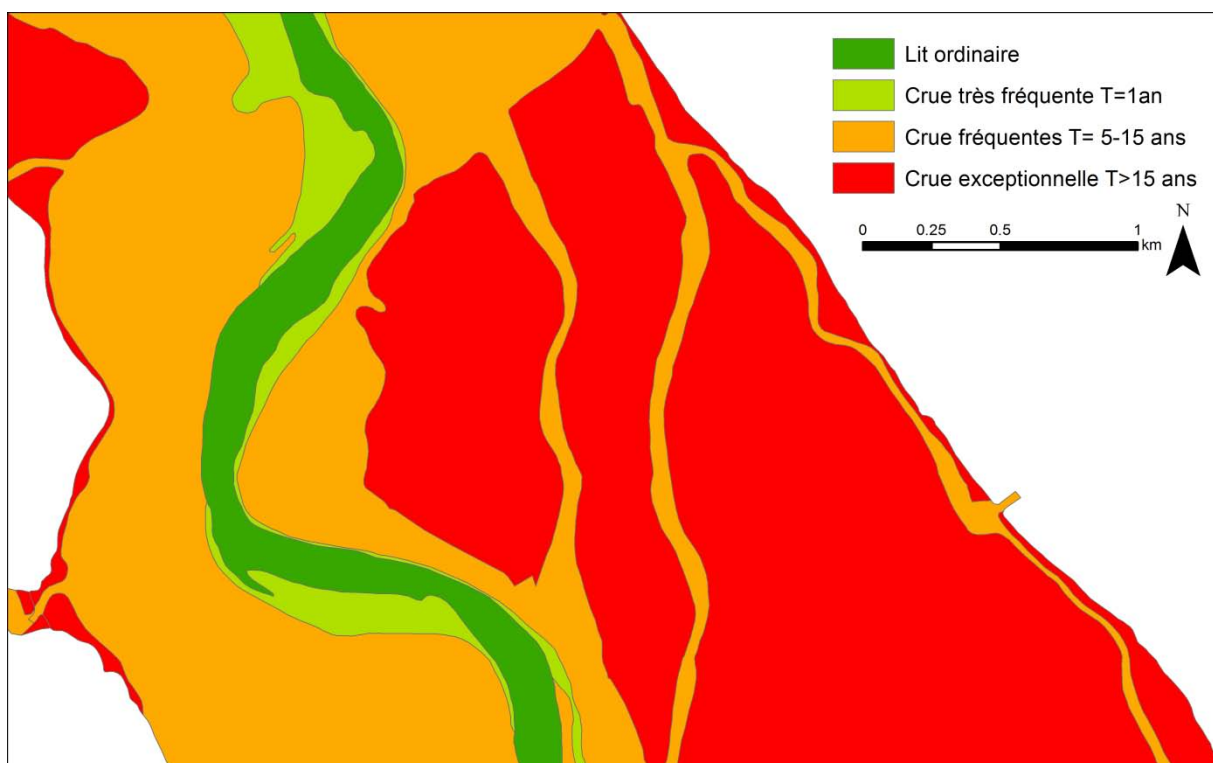 Lit ordinaire
Crue très fréquente T=1an
Crue fréquentes T= 5-15 ans
Crue exceptionnelle T>15 ans
N
0 0.25 0.5 1
km